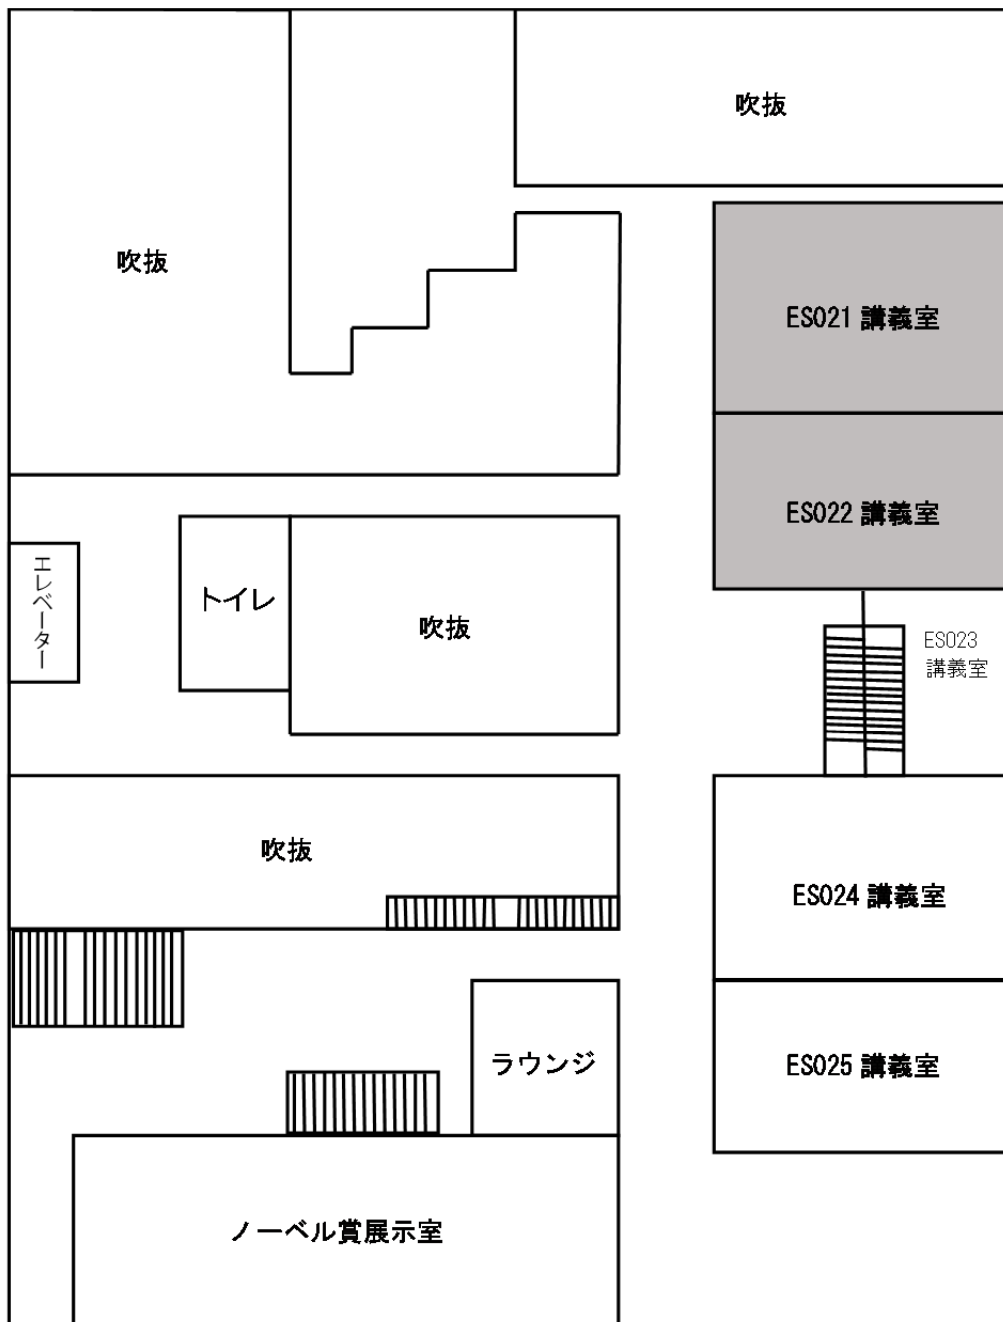 吹抜
吹抜
ES021 講義室
ES022 講義室
エレベーター
トイレ
吹抜
ES023
講義室
吹抜
ES024 講義室
ラウンジ
ES025 講義室
ノーベル賞展示室